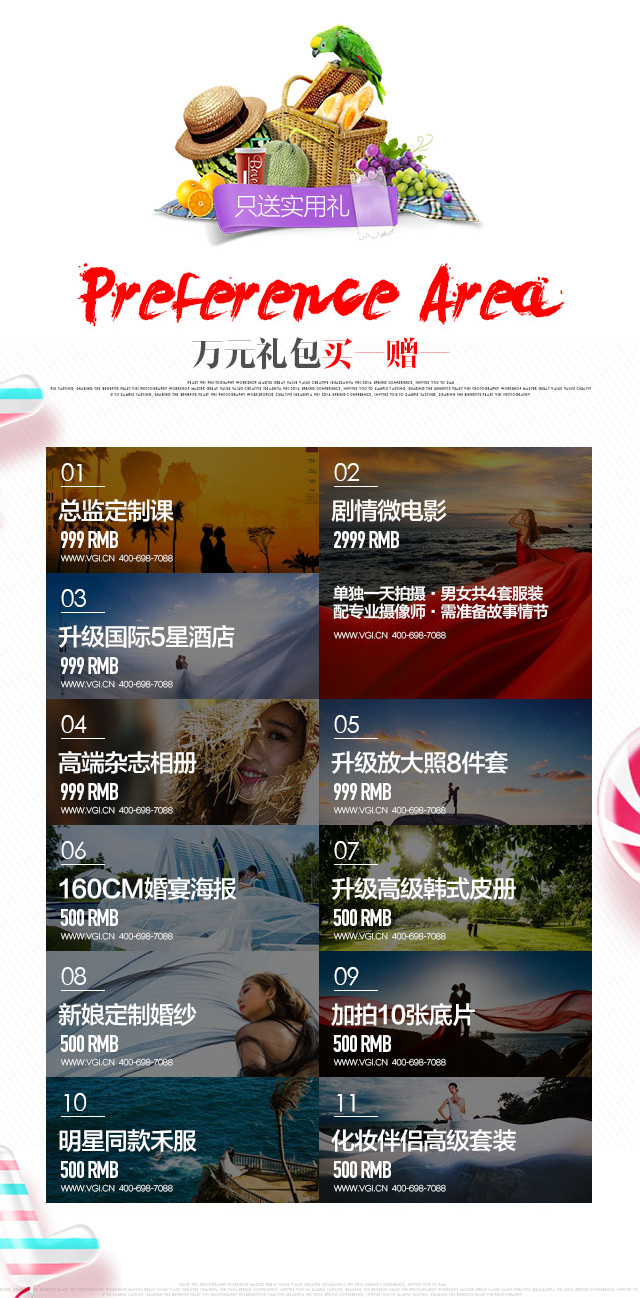 只送实用礼
Preference Area
万元礼包买一赠一
01
总监定制课
999 RMB
WWW.VGI.CN 400-698-7088
02
剧情微电影
2999 RMB
单独一天拍摄·男女共4套服装
配专业摄像师·需准备故事情节
WWW.VGI.CN 400-698-7088
03
升级国际5星酒店
999 RMB
WWW.VGI.CN 400-698-7088
04
高端杂志相册
999 RMB
WWW.VGI.CN 400-698-7088
05
升级放大照8件套
999 RMB
WWW.VGI.CN 400-698-7088
06
160CM婚宴海报
500 RMB
WWW.VGI.CN 400-698-7088
07
升级高级韩式皮册
500 RMB
WWW.VGI.CN 400-698-7088
08
新娘定制婚纱
500 RMB
WWW.VGI.CN 400-698-7088
09
加拍10张底片
500 RMB
WWW.VGI.CN 400-698-7088
10
明星同款禾服
500 RMB
WWW.VGI.CN 400-698-7088
11
化妆伴侣高级套装
500 RMB
WWW.VGI.CN 400-698-7088